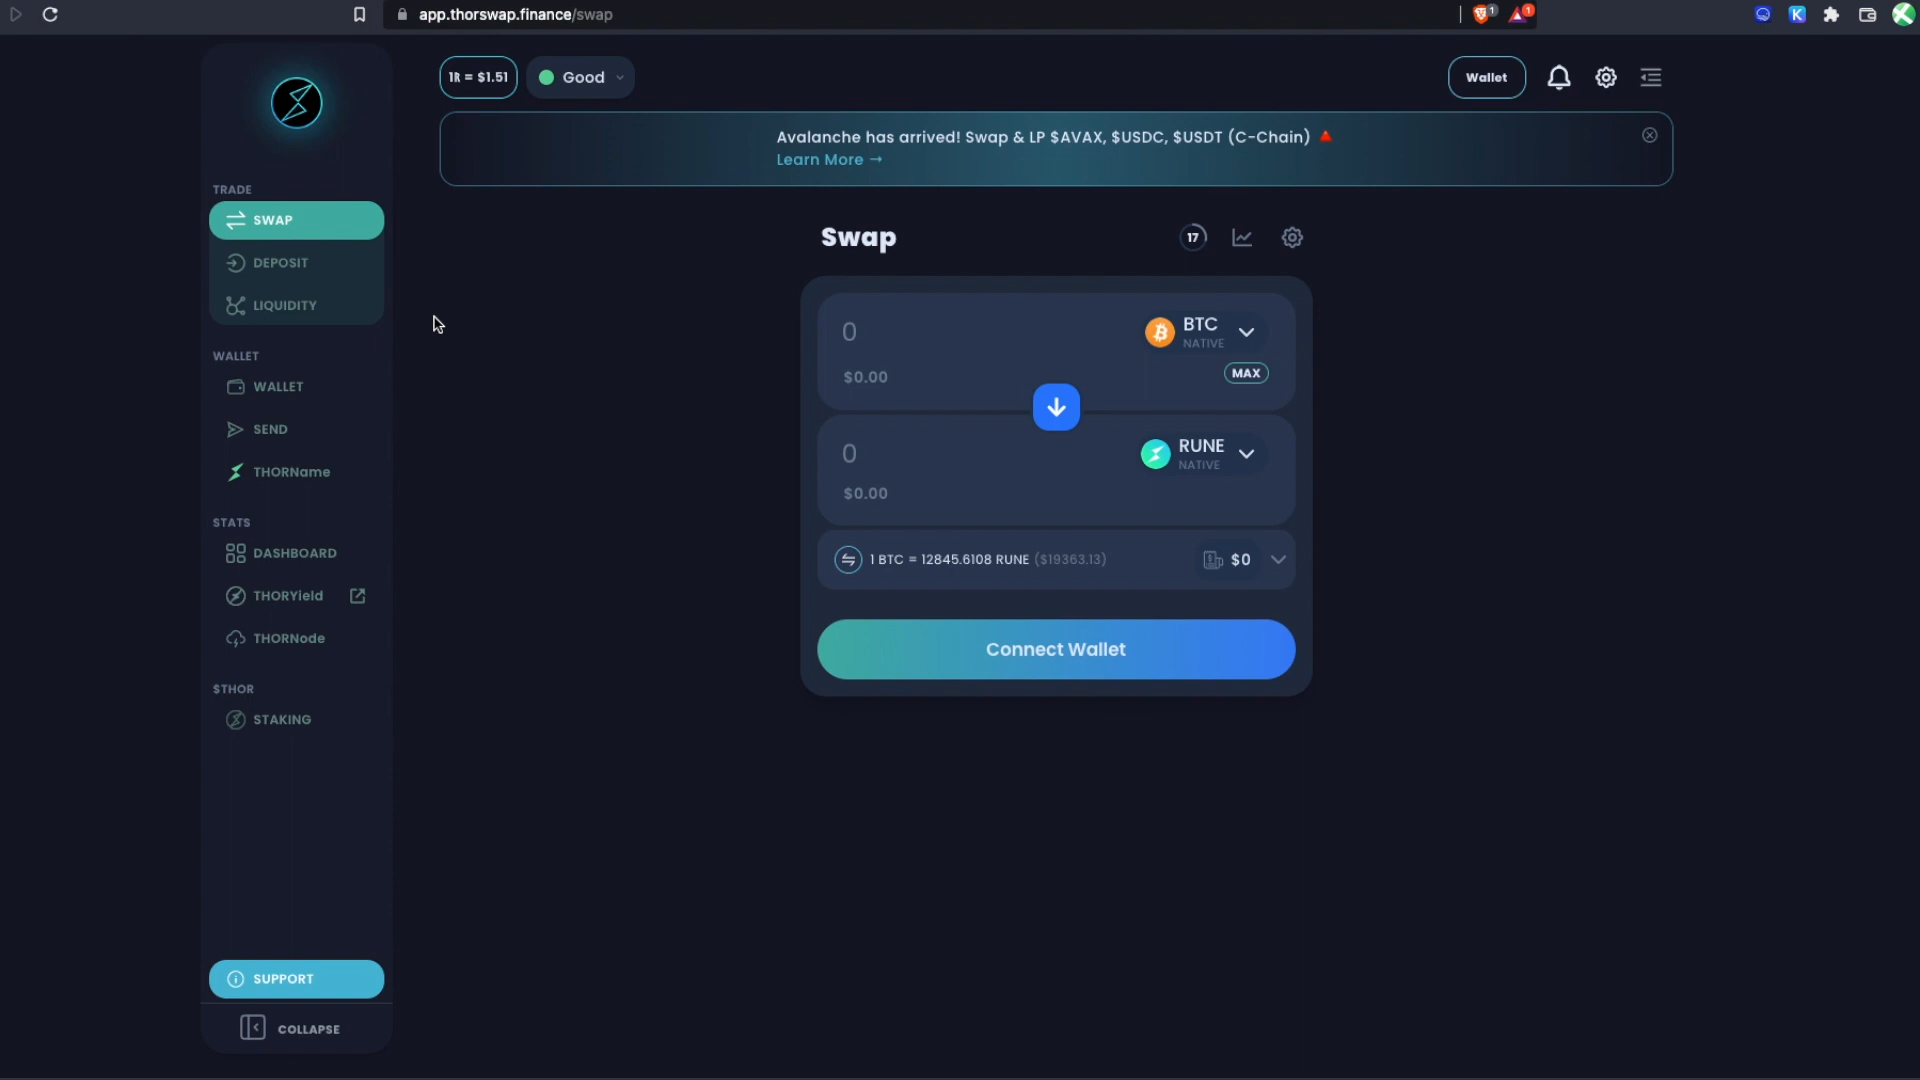 app.thorswap.finance/swap
1
1
K
1R = $1.51
Good
Wallet
Avalanche has arrived! Swap & LP $AVAX, $USDC, $USDT (C-Chain)
Learn More →
TRADE
SWAP
DEPOSIT
LIQUIDITY
WALLET
WALLET
SEND
THORName
STATS
DASHBOARD
THORYield
THORNode
$THOR
STAKING
SUPPORT
COLLAPSE
Swap
17
0
BTC
NATIVE
$0.00
MAX
0
RUNE
NATIVE
$0.00
1 BTC = 12845.6108 RUNE ($19363.13)
$0
Connect Wallet